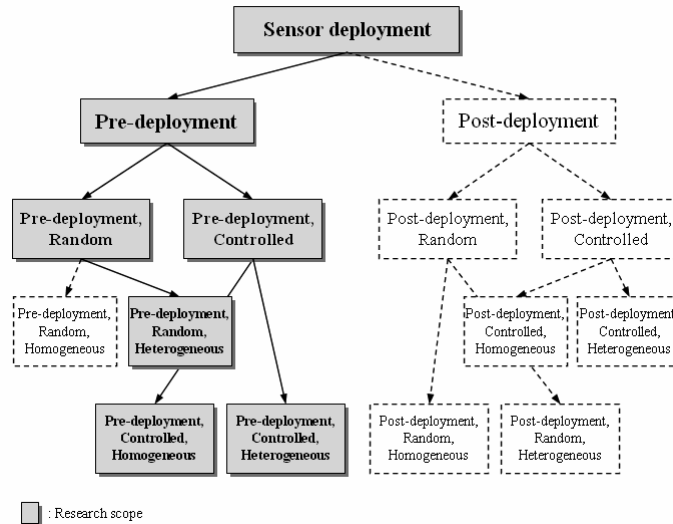 Sensor deployment
Pre-deployment
Post-deployment
Pre-deployment,
Random
Pre-deployment,
Controlled
Post-deployment,
Random
Post-deployment,
Controlled
Pre-deployment,
Random,
Homogeneous
Pre-deployment,
Random,
Heterogeneous
Post-deployment,
Controlled,
Homogeneous
Post-deployment,
Controlled,
Heterogeneous
Pre-deployment,
Controlled,
Homogeneous
Pre-deployment,
Controlled,
Heterogeneous
Post-deployment,
Random,
Homogeneous
Post-deployment,
Random,
Heterogeneous
: Research scope